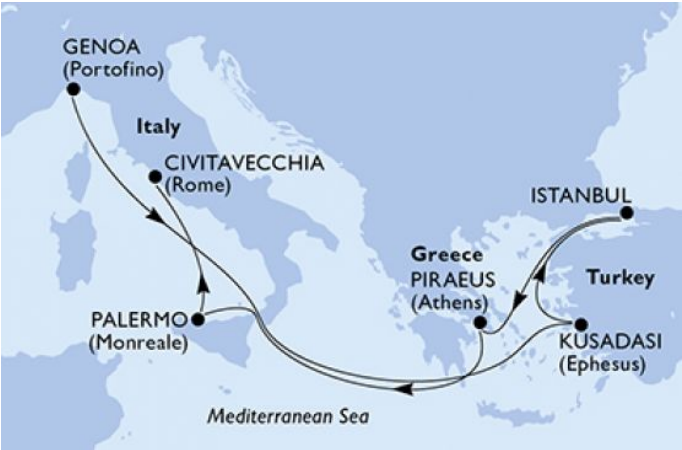 GENOA
(Portofino)
Italy
CIVITAVECCHIA
(Rome)
ISTANBUL
Greece
PIRAEUS
(Athens)
Turkey
PALERMO
(Monreale)
KUSADASI
(Ephesus)
Mediterranean Sea